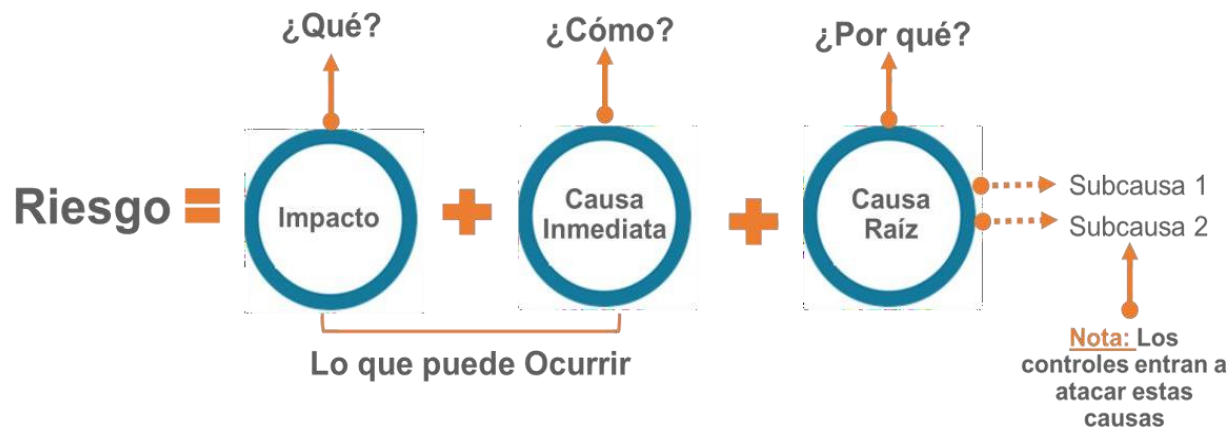 ¿Qué?
¿Cómo?
¿Por qué?
Riesgo =
Impacto
+
Causa
Inmediata
+
Causa
Raíz
Subcausa 1
Subcausa 2
Lo que puede Ocurrir
Nota: Los
controles entran a
atacar estas
causas